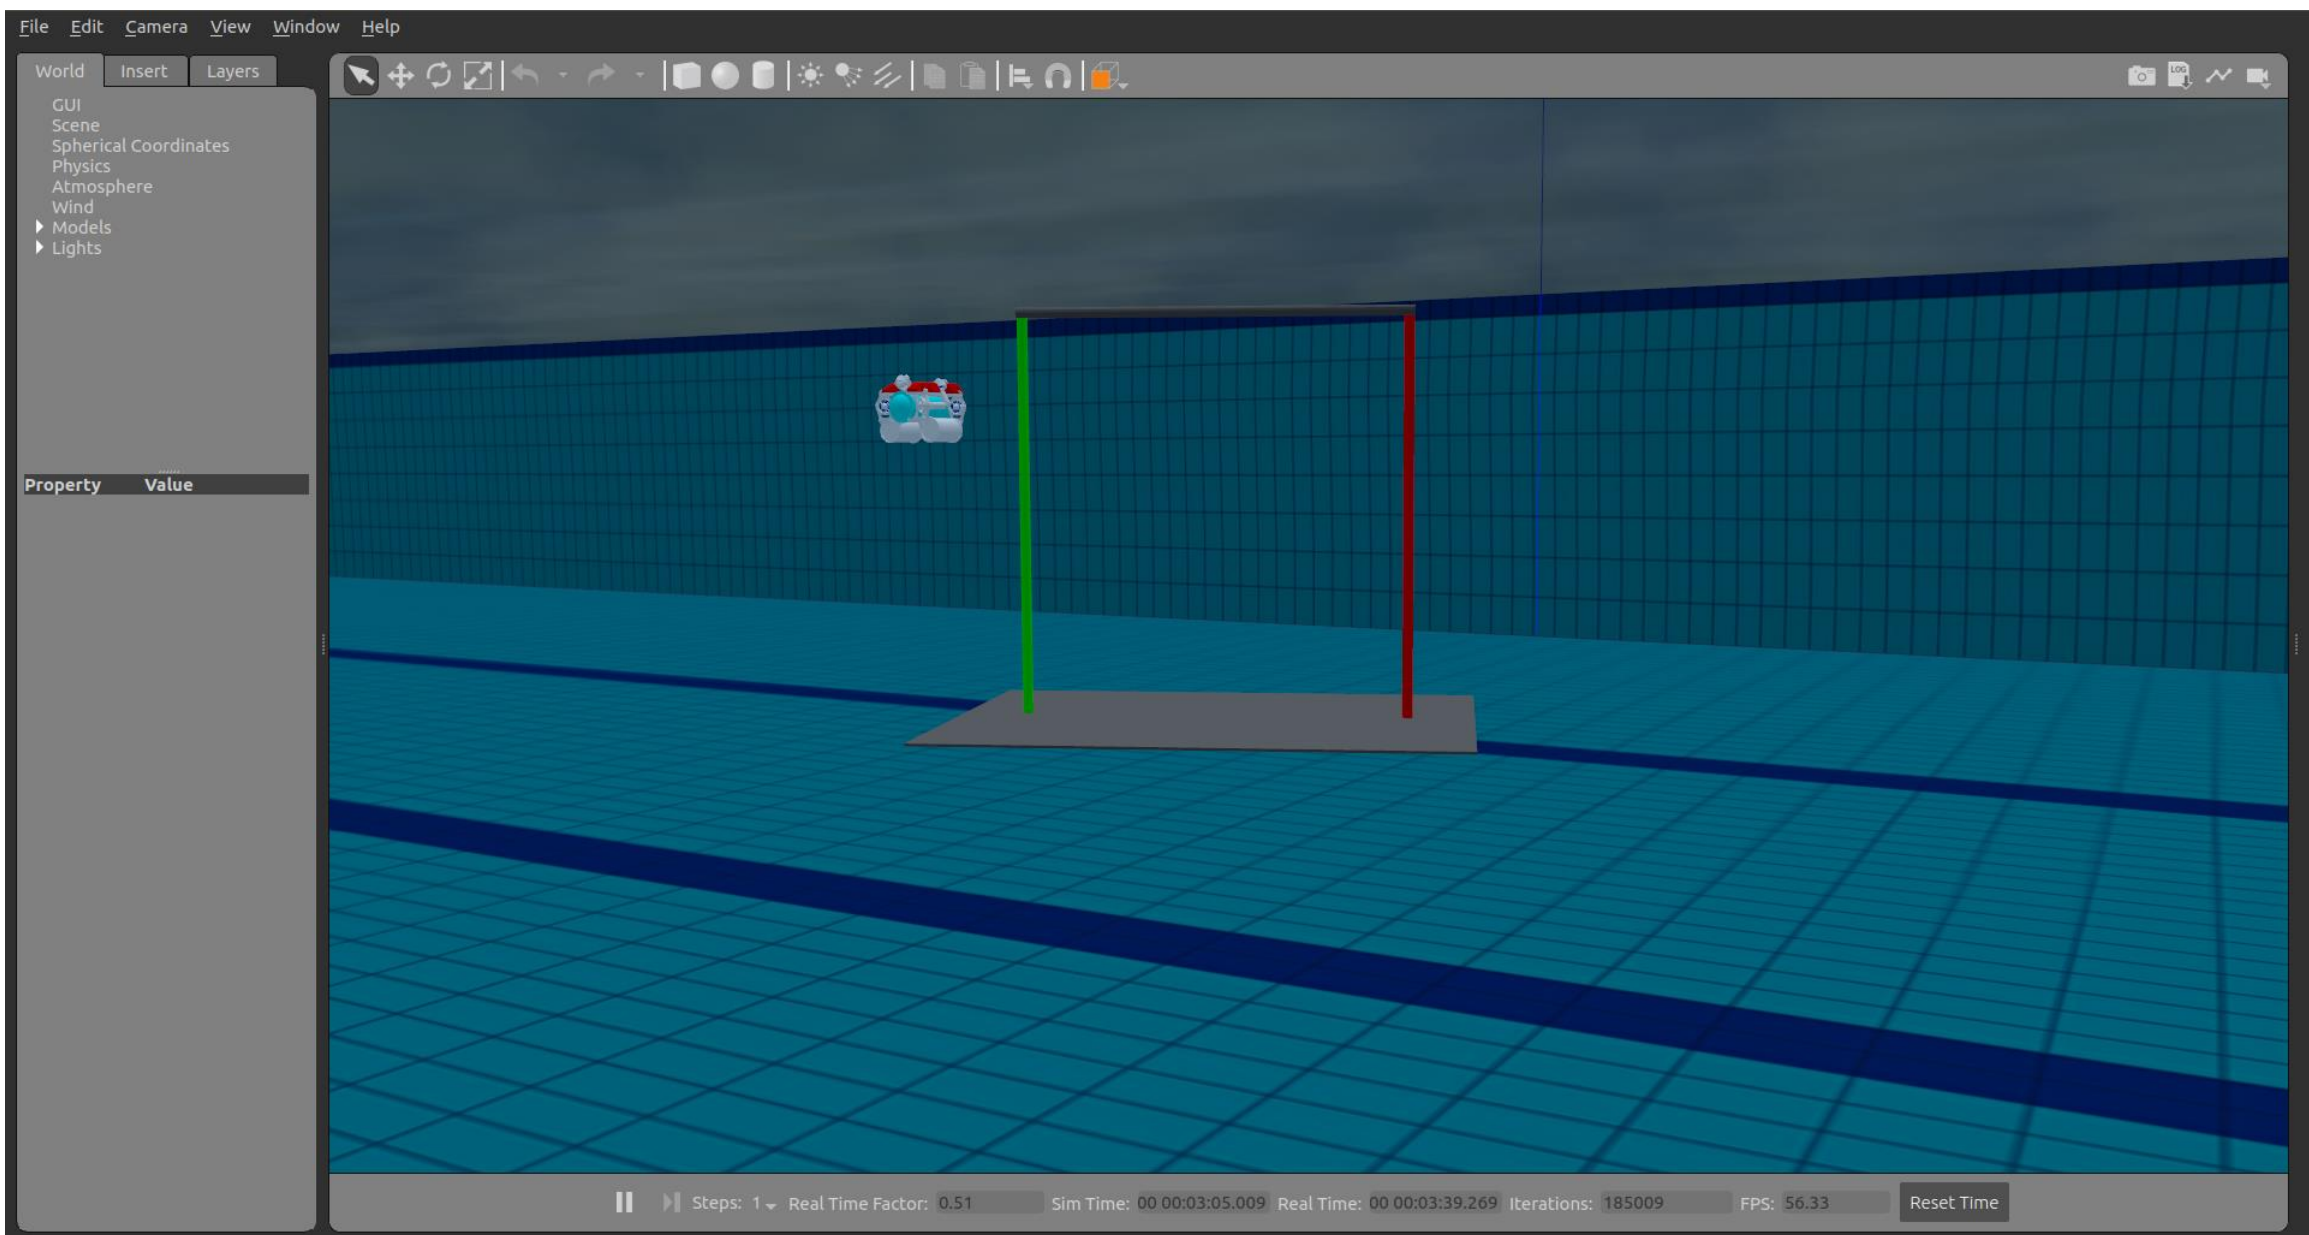 File Edit Camera View Window Help
World Insert Layers
LOG
GUI
Scene
Spherical Coordinates
Physics
Atmosphere
Wind
Models
Lights
Property Value
Steps: 1 Real Time Factor: 0.51 Sim Time: 00 00:03:05.009 Real Time: 00 00:03:39.269 Iterations: 185009 FPS: 56.33 Reset Time